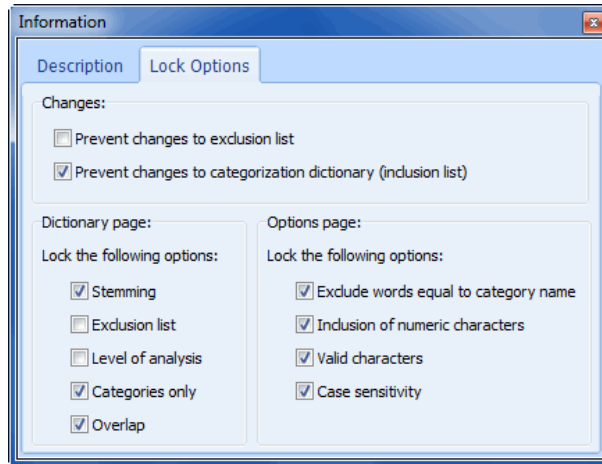 Information
Description
Lock Options
Changes:
Prevent changes to exclusion list
Prevent changes to categorization dictionary (inclusion list)
Dictionary page:
Lock the following options:
Stemming
Exclusion list
Level of analysis
Categories only
Overlap
Options page:
Lock the following options:
Exclude words equal to category name
Inclusion of numeric characters
Valid characters
Case sensitivity